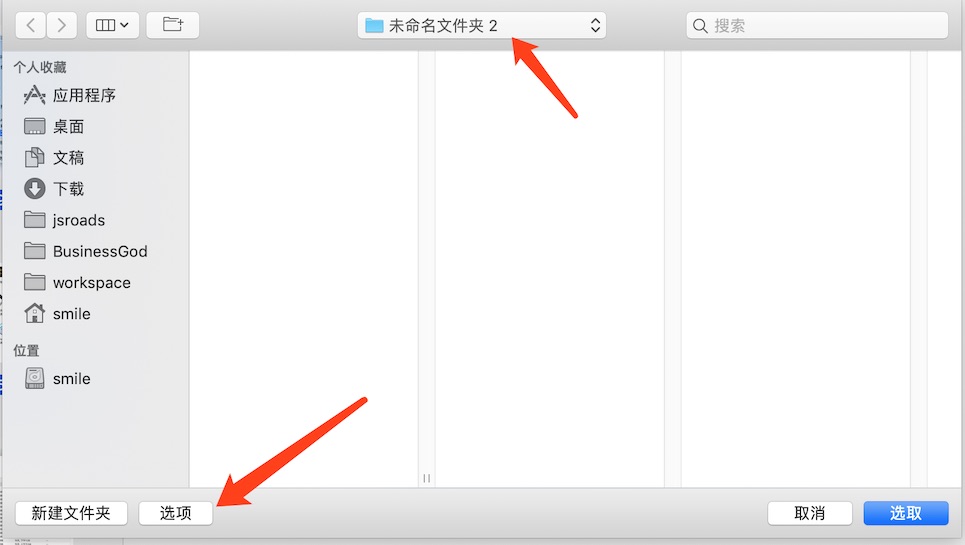 未命名文件夹 2
搜索
个人收藏
应用程序
桌面
文稿
下载
jsroads
BusinessGod
workspace
smile
位置
smile
新建文件夹
选项
取消
选取